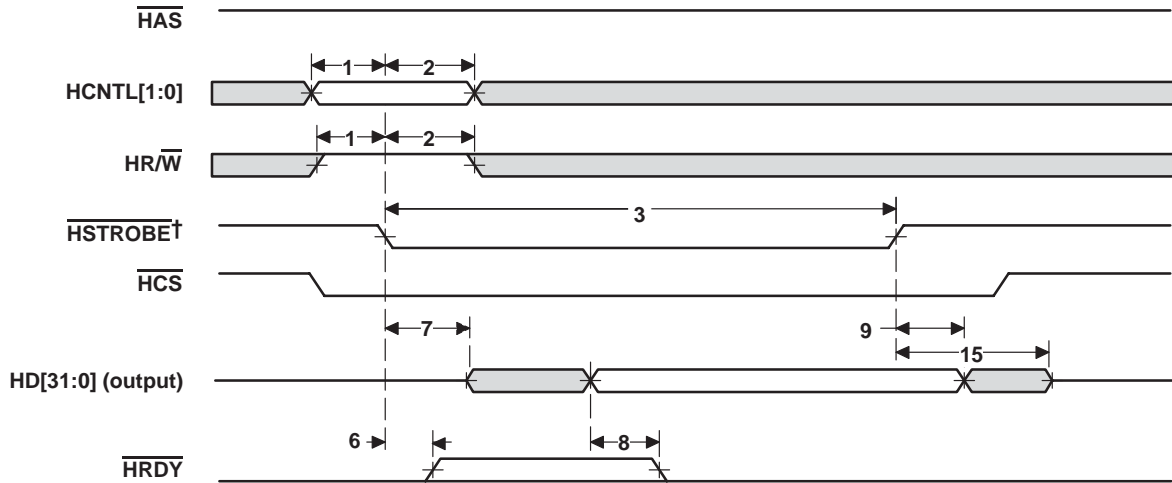 HAS
1 2
HCNTL[1:0]
1 2
HR/W
3
HSTROBE†
HCS
7 9
15
HD[31:0] (output)
6 8
HRDY